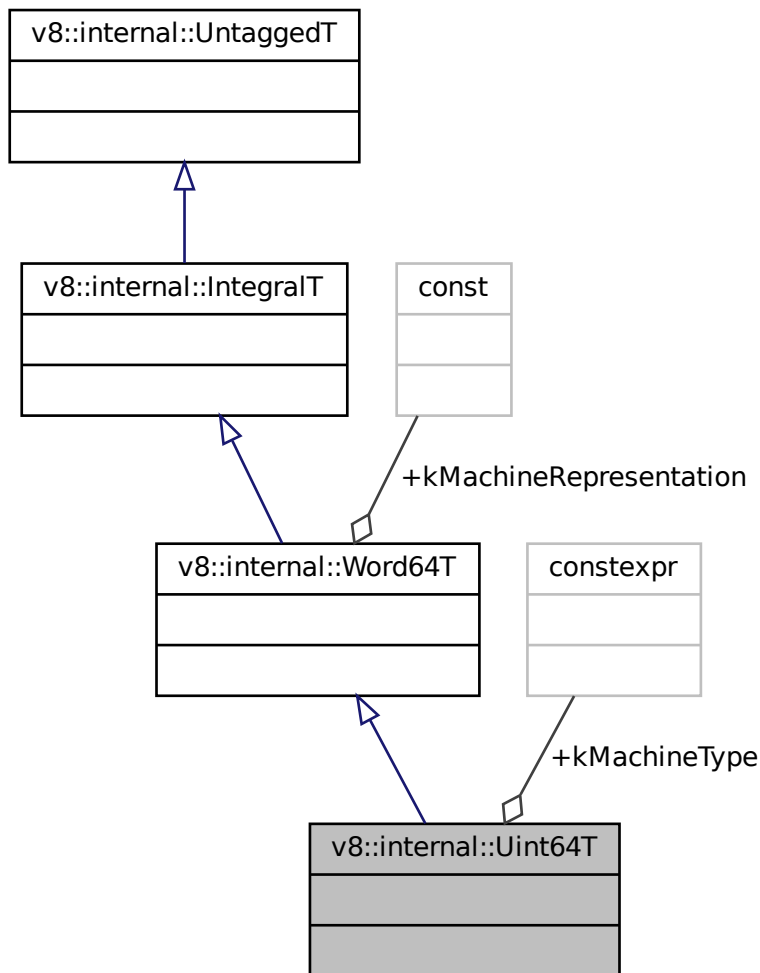 v8::internal::UntaggedT
v8::internal::IntegralT
const
+kMachineRepresentation
v8::internal::Word64T
constexpr
+kMachineType
v8::internal::Uint64T